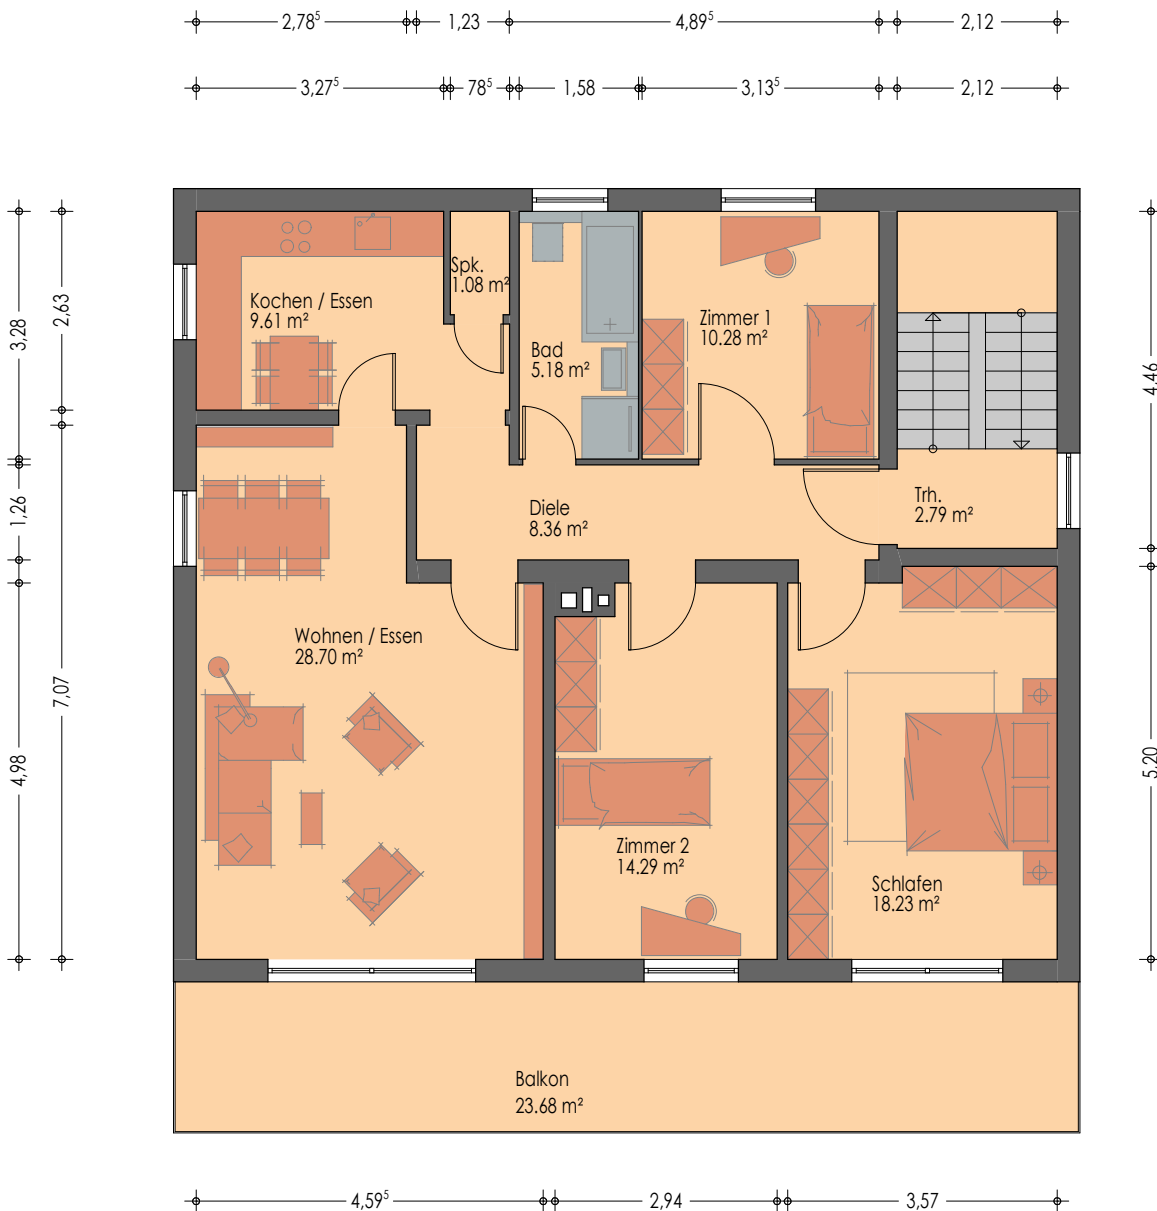 2,78⁵ 1,23 4,89⁵ 2,12
3,27⁵ 78⁵ 1,58 3,13⁵ 2,12
3,28
1,26
4,98
2,63
7,07
Kochen / Essen
9.61 m²
Spk.
1.08 m²
Bad
5.18 m²
Zimmer 1
10.28 m²
Diele
8.36 m²
Trh.
2.79 m²
Wohnen / Essen
28.70 m²
Zimmer 2
14.29 m²
Schlafen
18.23 m²
Balkon
23.68 m²
4,46
5,20
4,59⁵ 2,94 3,57